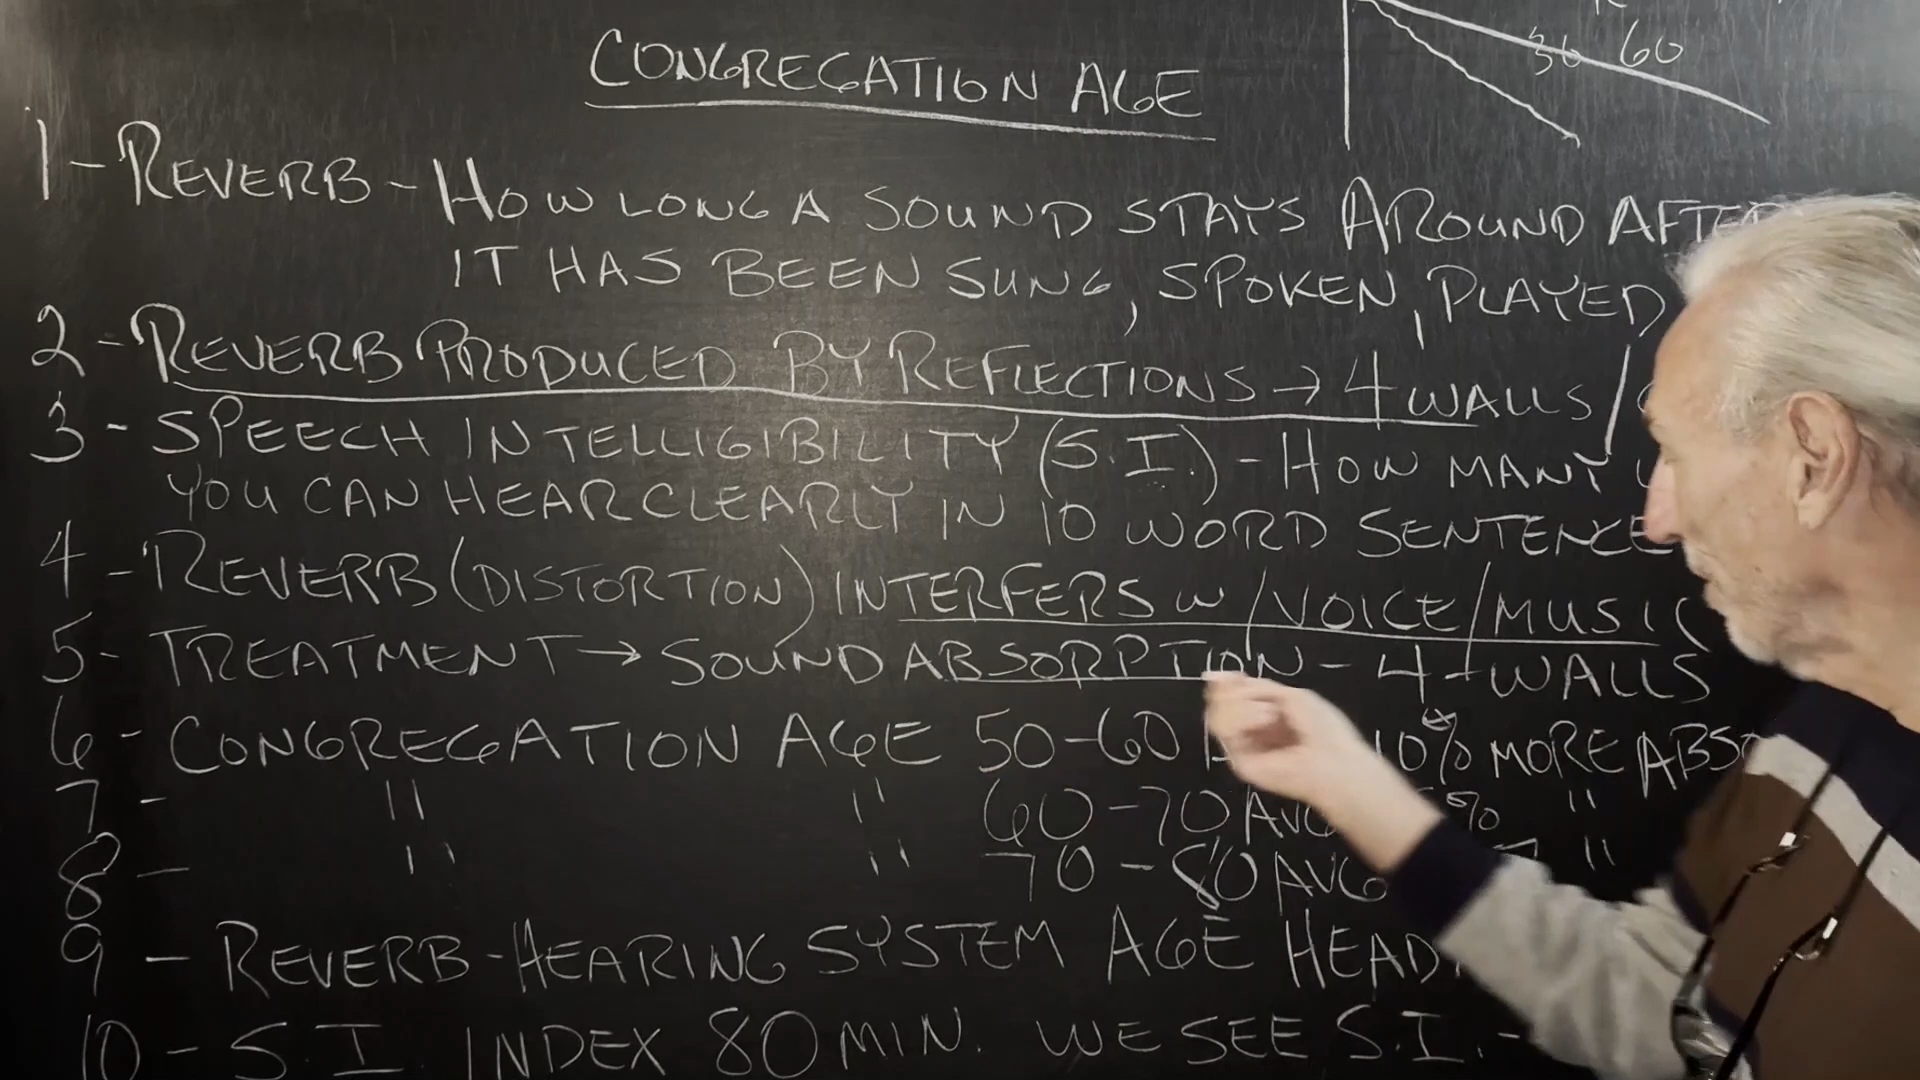 CONGREGATION AGE
30 60
1 - REVERB - HOW LONG A SOUND STAYS AROUND AFTE
IT HAS BEEN SUNG, SPOKEN, PLAYED
2 - REVERB PRODUCED BY REFLECTIONS → 4 WALLS /
3 - SPEECH INTELLIGIBILITY (S.I.) - HOW MANY
YOU CAN HEAR CLEARLY IN 10 WORD SENTENCE
4 - REVERB (DISTORTION) INTERFERS W/VOICE/MUSIC
5 - TREATMENT → SOUND ABSORPTION - 4 - WALLS
6 - CONGREGATION AGE 50-60 10% MORE ABSO
7 - " " 60-70 AVG % "
8 - " " 70-80 AVG "
9 - REVERB-HEARING SYSTEM AGE HEAD
10 - S.I. INDEX 80 MIN. WE SEE S.I. -